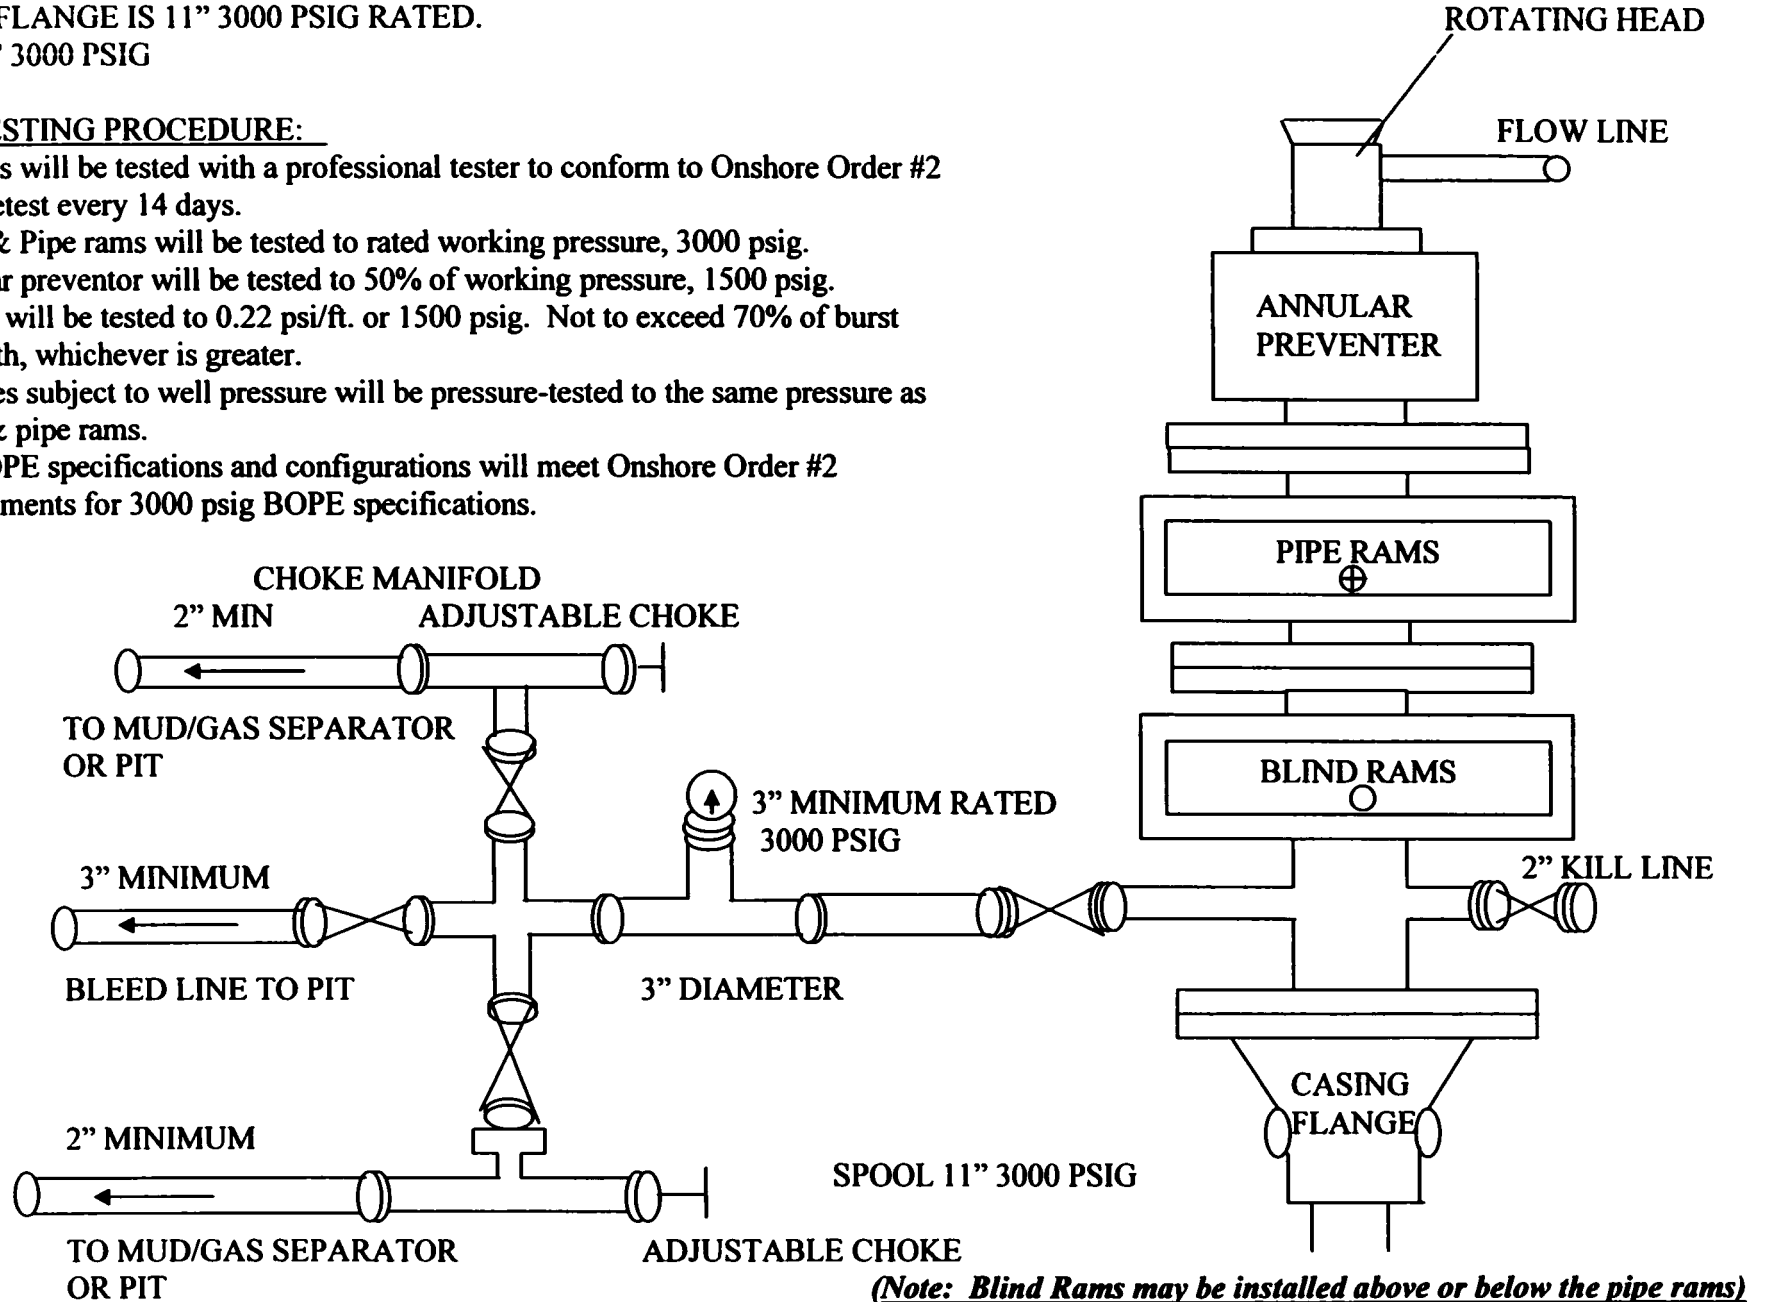 FLANGE IS 11” 3000 PSIG RATED.
3000 PSIG
ESTING PROCEDURE:
s will be tested with a professional tester to conform to Onshore Order #2
etest every 14 days.
& Pipe rams will be tested to rated working pressure, 3000 psig.
r preventor will be tested to 50% of working pressure, 1500 psig.
will be tested to 0.22 psi/ft. or 1500 psig. Not to exceed 70% of burst
th, whichever is greater.
es subject to well pressure will be pressure-tested to the same pressure as
& pipe rams.
OPE specifications and configurations will meet Onshore Order #2
ments for 3000 psig BOPE specifications.
ROTATING HEAD
FLOW LINE
ANNULAR
PREVENTER
PIPE RAMS
BLIND RAMS
2” KILL LINE
CASING
FLANGE
CHOKE MANIFOLD
2” MIN
ADJUSTABLE CHOKE
TO MUD/GAS SEPARATOR
OR PIT
3” MINIMUM RATED
3000 PSIG
3” MINIMUM
BLEED LINE TO PIT
3” DIAMETER
2” MINIMUM
SPOOL 11” 3000 PSIG
TO MUD/GAS SEPARATOR
OR PIT
ADJUSTABLE CHOKE
(Note: Blind Rams may be installed above or below the pipe rams)